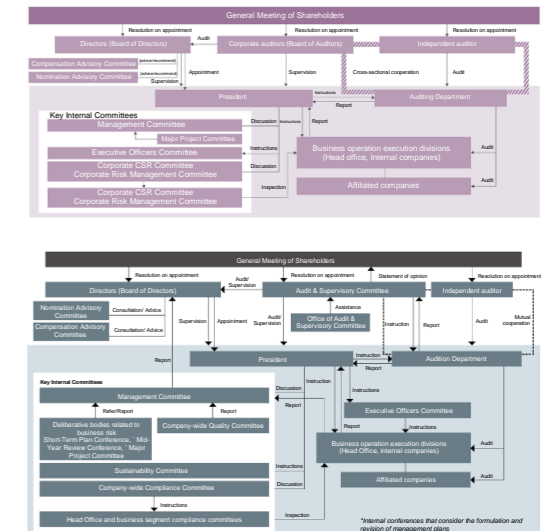 General Meeting of Shareholders
Resolution on appointment
Resolution on appointment
Resolution on appointment
Audit
Directors (Board of Directors)
Corporate auditors (Board of Auditors)
Independent auditor
Compensation Advisory Committee
(advice/recommend)
Nomination Advisory Committee
(advice/recommend)
Supervision
Appointment
Supervision
Cross-sectional cooperation
Audit
President
Instructions
Report
Auditing Department
Key Internal Committees
Management Committee
Discussion
Instructions
Report
Major Project Committee
Executive Officers Committee
Instructions
Business operation execution divisions
(Head office, Internal companies)
Audit
Corporate CSR Committee
Corporate Risk Management Committee
Discussion
Corporate CSR Committee
Corporate Risk Management Committee
Inspection
Affiliated companies
Audit
General Meeting of Shareholders
Resolution on appointment
Audit/
Supervision
Resolution on appointment
Statement of opinion
Resolution on appointment
Directors (Board of Directors)
Audit & Supervisory Committee
Independent auditor
Nomination Advisory
Committee
Consultation/ Advice
Compensation Advisory
Committee
Consultation/ Advice
Supervision
Appointment
Audit/
Supervision
Assistance
Office of Audit &
Supervisory Committee
Instruction
Report
Audit
Mutual
cooperation
Report
President
Instruction
Report
Audition Department
Key Internal Committees
Management Committee
Discussion
Instruction
Report
Instructions
Refer/Report
Report
Executive Officers Committee
Deliberative bodies related to
business risk
Short-Term Plan Conference, ¨ Mid-
Year Review Conference, ¨ Major
Project Committee
Company-wide Quality Committee
Report
Instructions
Business operation execution divisions
(Head Office, internal companies)
Audit
Sustainability Committee
Instructions
Company-wide Compliance Committee
Discussion
Affiliated companies
Audit
Instructions
Head Office and business segment compliance committees
Inspection
"Internal conferences that consider the formulation and
revision of management plans